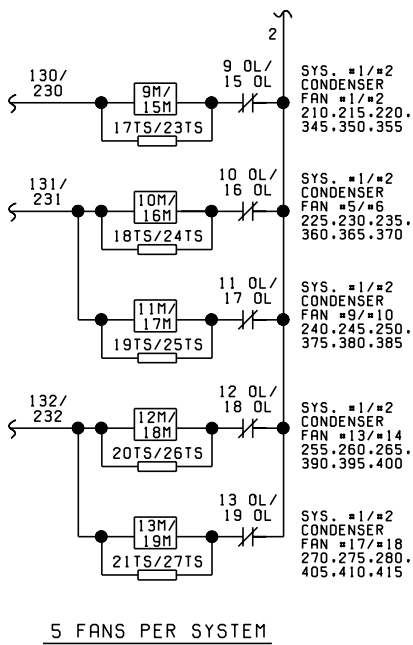 2
130/
230
9M/
15M
17TS/23TS
9 OL/
15 OL
SYS. #1/#2
CONDENSER
FAN #1/#2
210.215.220.
345.350.355
131/
231
10M/
16M
18TS/24TS
10 OL/
16 OL
SYS. #1/#2
CONDENSER
FAN #5/#6
225.230.235.
360.365.370
11M/
17M
19TS/25TS
11 OL/
17 OL
SYS. #1/#2
CONDENSER
FAN #9/#10
240.245.250.
375.380.385
132/
232
12M/
18M
20TS/26TS
12 OL/
18 OL
SYS. #1/#2
CONDENSER
FAN #13/#14
255.260.265.
390.395.400
13M/
19M
21TS/27TS
13 OL/
19 OL
SYS. #1/#2
CONDENSER
FAN #17/#18
270.275.280.
405.410.415
5 FANS PER SYSTEM